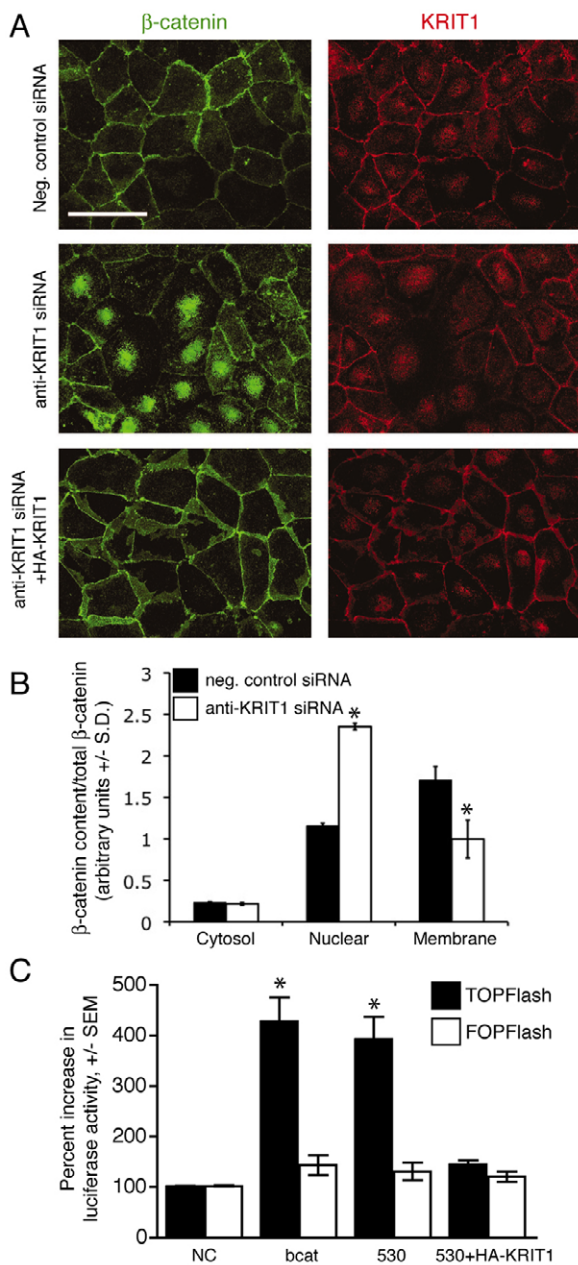 A
β-catenin
KRIT1
Neg. control siRNA
anti-KRIT1 siRNA
anti-KRIT1 siRNA
+HA-KRIT1
B
β-catenin content/total β-catenin
(arbitrary units +/- S.D.)
3
2.5
2
1.5
1
0.5
0
neg. control siRNA
anti-KRIT1 siRNA
*
*
Cytosol
Nuclear
Membrane
C
Percent increase in
luciferase activity, +/- SEM
500
400
300
200
100
0
*
*
TOPFlash
FOPFlash
NC
bcat
530
530+HA-KRIT1